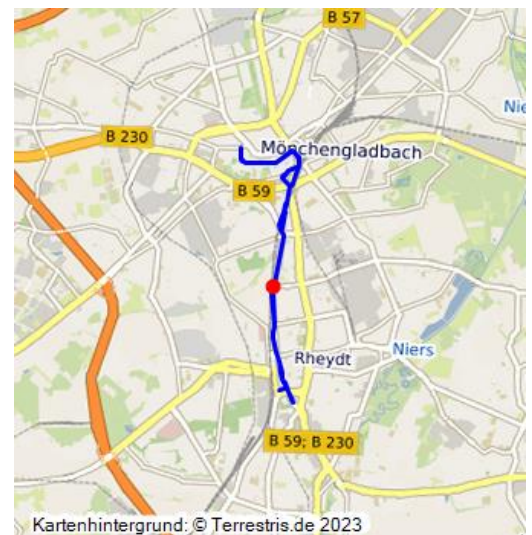 B 57
Nie
B 230
Mönchengladbach
B 59
Rheydt
Niers
B 59; B 230
Kartenhintergrund: © Terrestris.de 2023